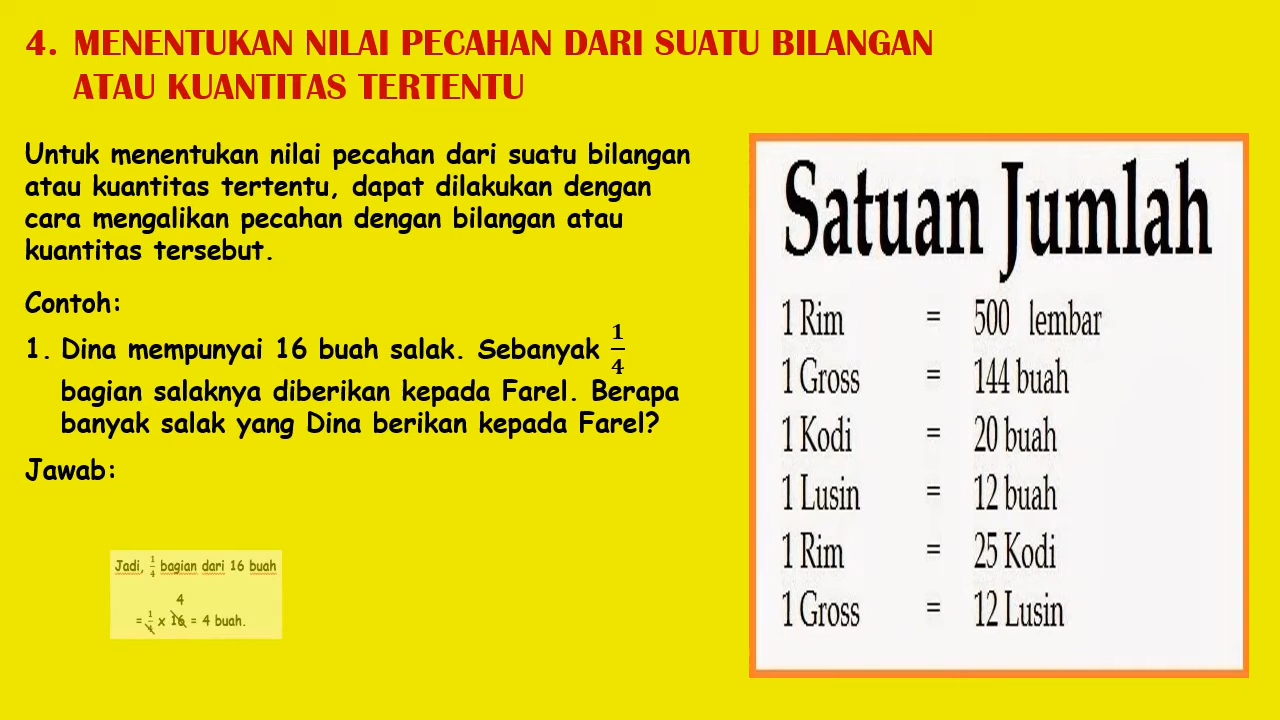 4. MENENTUKAN NILAI PECAHAN DARI SUATU BILANGAN
ATAU KUANTITAS TERTENTU
Untuk menentukan nilai pecahan dari suatu bilangan
atau kuantitas tertentu, dapat dilakukan dengan
cara mengalikan pecahan dengan bilangan atau
kuantitas tersebut.
Contoh:
1. Dina mempunyai 16 buah salak. Sebanyak 1/4
bagian salaknya diberikan kepada Farel. Berapa
banyak salak yang Dina berikan kepada Farel?
Jawab:
Jadi, 1/4 bagian dari 16 buah
4
= 1/4 x 16 = 4 buah.
Satuan Jumlah
1 Rim = 500 lembar
1 Gross = 144 buah
1 Kodi = 20 buah
1 Lusin = 12 buah
1 Rim = 25 Kodi
1 Gross = 12 Lusin